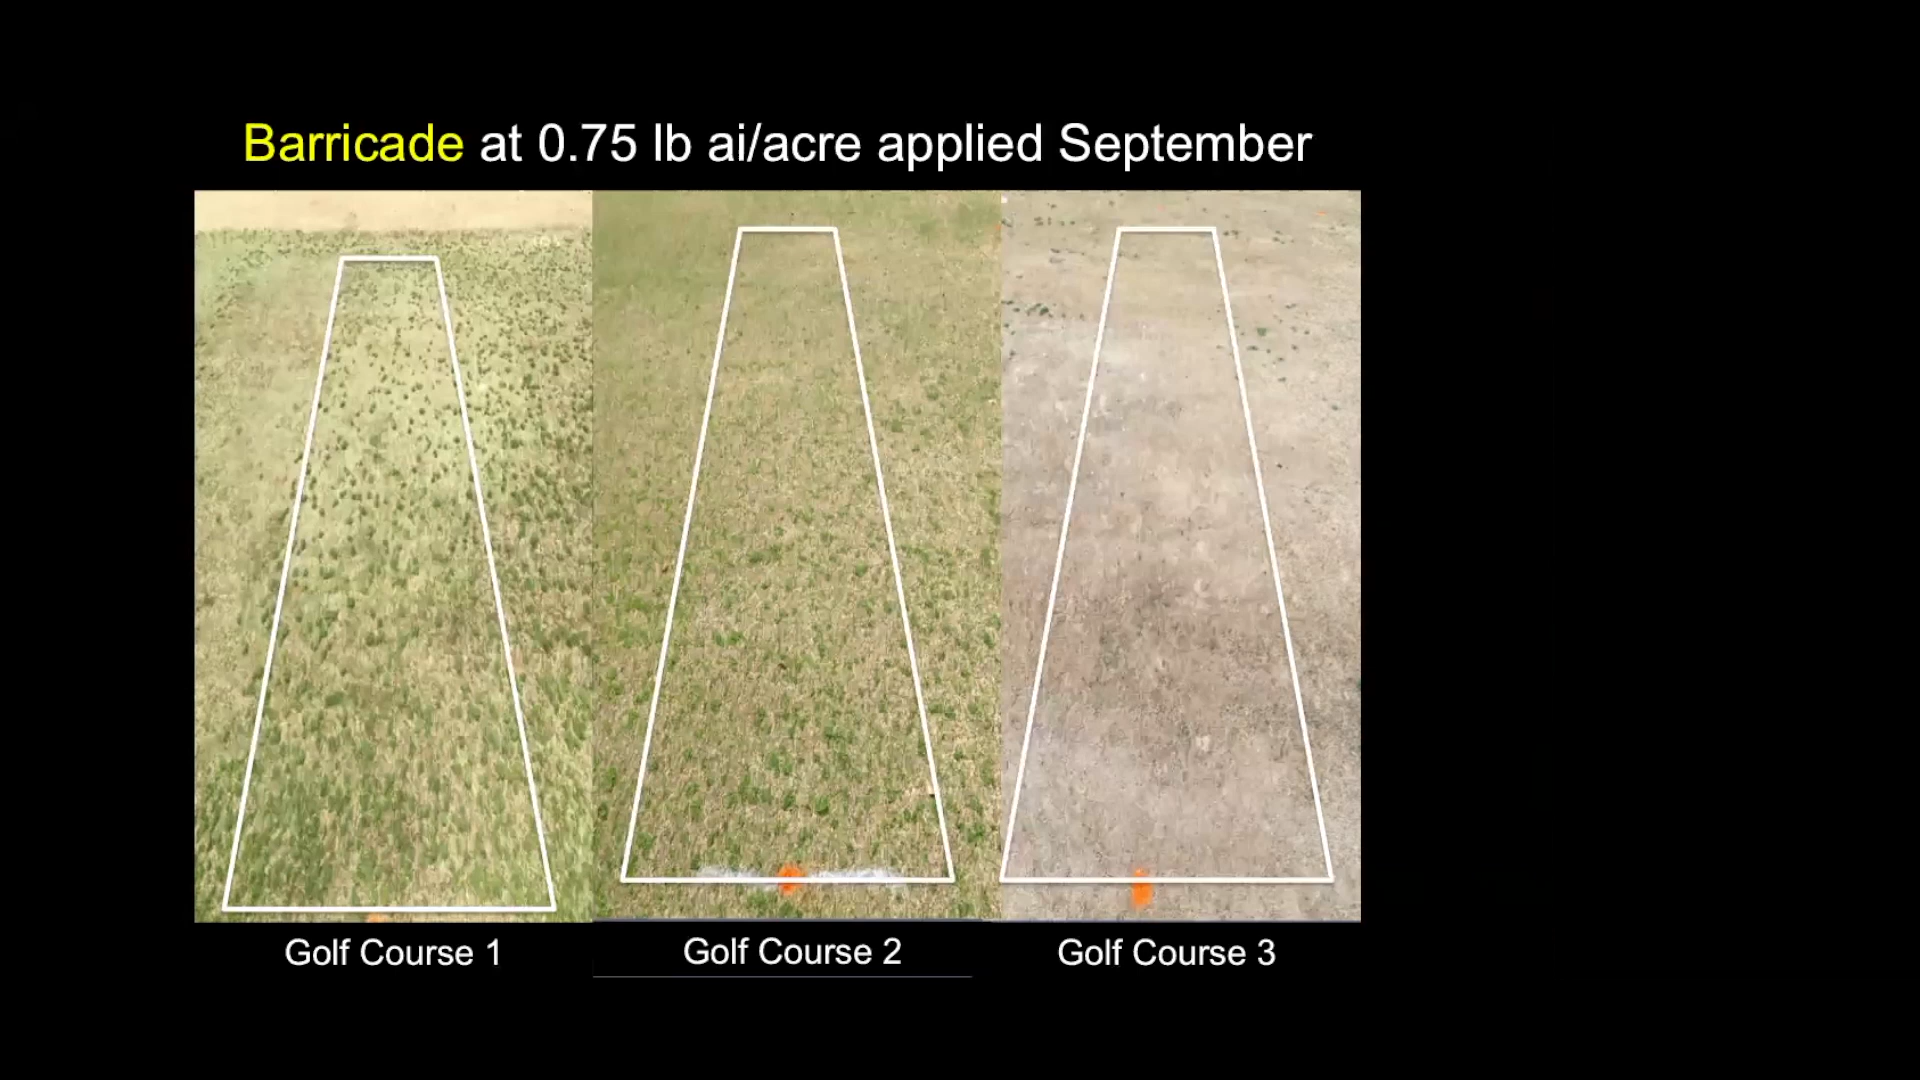 Barricade at 0.75 lb ai/acre applied September
Golf Course 1
Golf Course 2
Golf Course 3